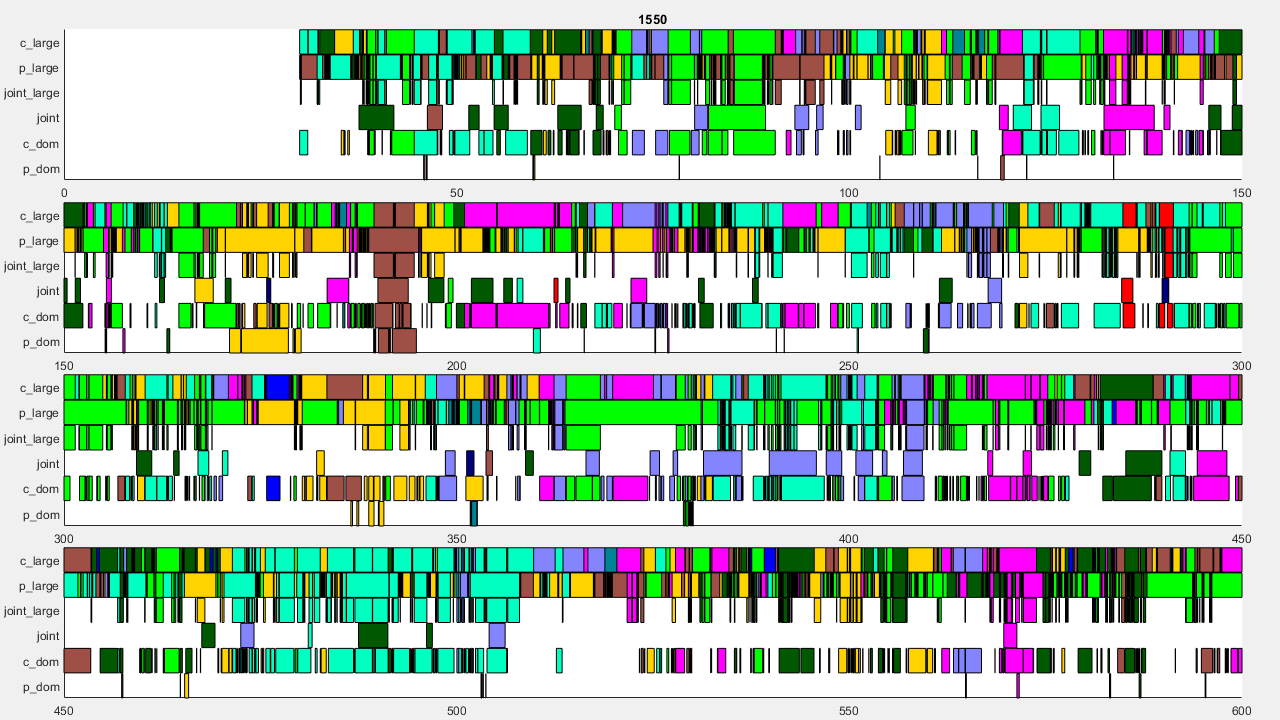 1550
c_large
p_large
joint_large
joint
c_dom
p_dom
0 50 100 150
c_large
p_large
joint_large
joint
c_dom
p_dom
150 200 250 300
c_large
p_large
joint_large
joint
c_dom
p_dom
300 350 400 450
c_large
p_large
joint_large
joint
c_dom
p_dom
450 500 550 600